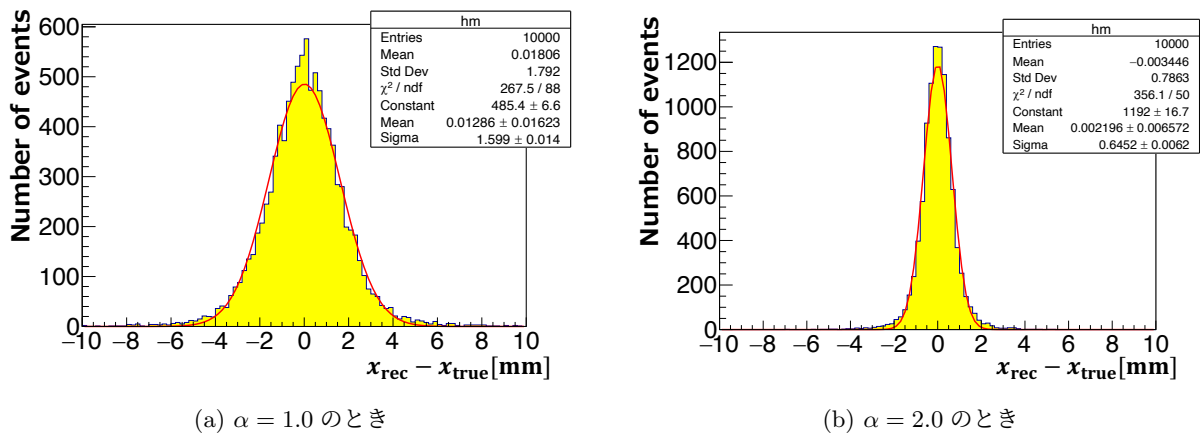 hm
Entries 10000
Mean 0.01806
Std Dev 1.792
χ² / ndf 267.5 / 88
Constant 485.4 ± 6.6
Mean 0.01286 ± 0.01623
Sigma 1.599 ± 0.014
Number of events
600
500
400
300
200
100
0
−10 −8 −6 −4 −2 0 2 4 6 8 10
x_rec − x_true[mm]
(a) α = 1.0 のとき
hm
Entries 10000
Mean −0.003446
Std Dev 0.7863
χ² / ndf 356.1 / 50
Constant 1192 ± 16.7
Mean 0.002196 ± 0.006572
Sigma 0.6452 ± 0.0062
Number of events
1200
1000
800
600
400
200
0
−10 −8 −6 −4 −2 0 2 4 6 8 10
x_rec − x_true[mm]
(b) α = 2.0 のとき